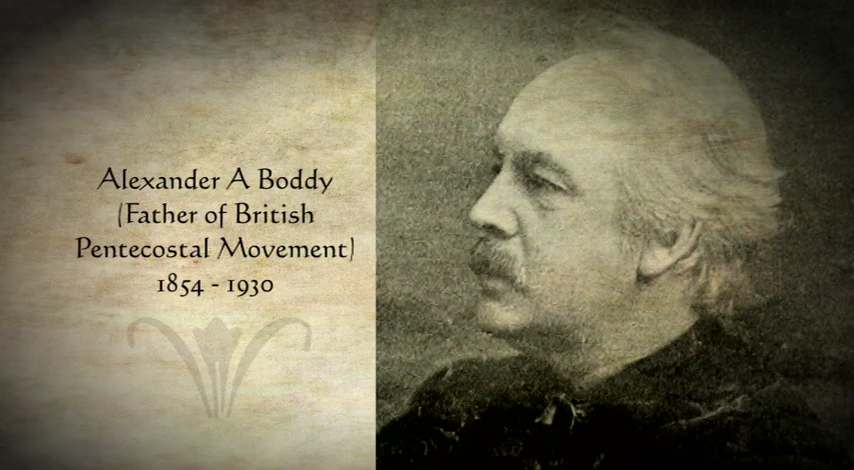 Alexander A Boddy
(Father of British
Pentecostal Movement)
1854 - 1930